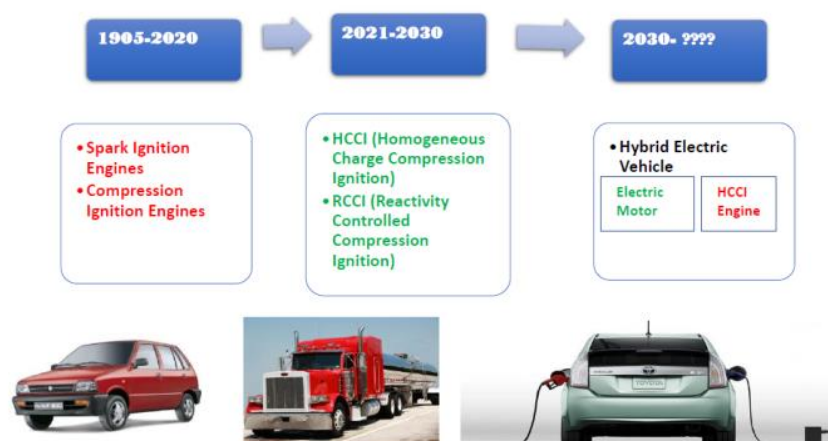 1905-2020
2021-2030
2030- ????
• Spark Ignition
Engines
• Compression
Ignition Engines
• HCCI (Homogeneous
Charge Compression
Ignition)
• RCCI (Reactivity
Controlled
Compression
Ignition)
• Hybrid Electric
Vehicle
Electric
Motor
HCCI
Engine
TOYOTA